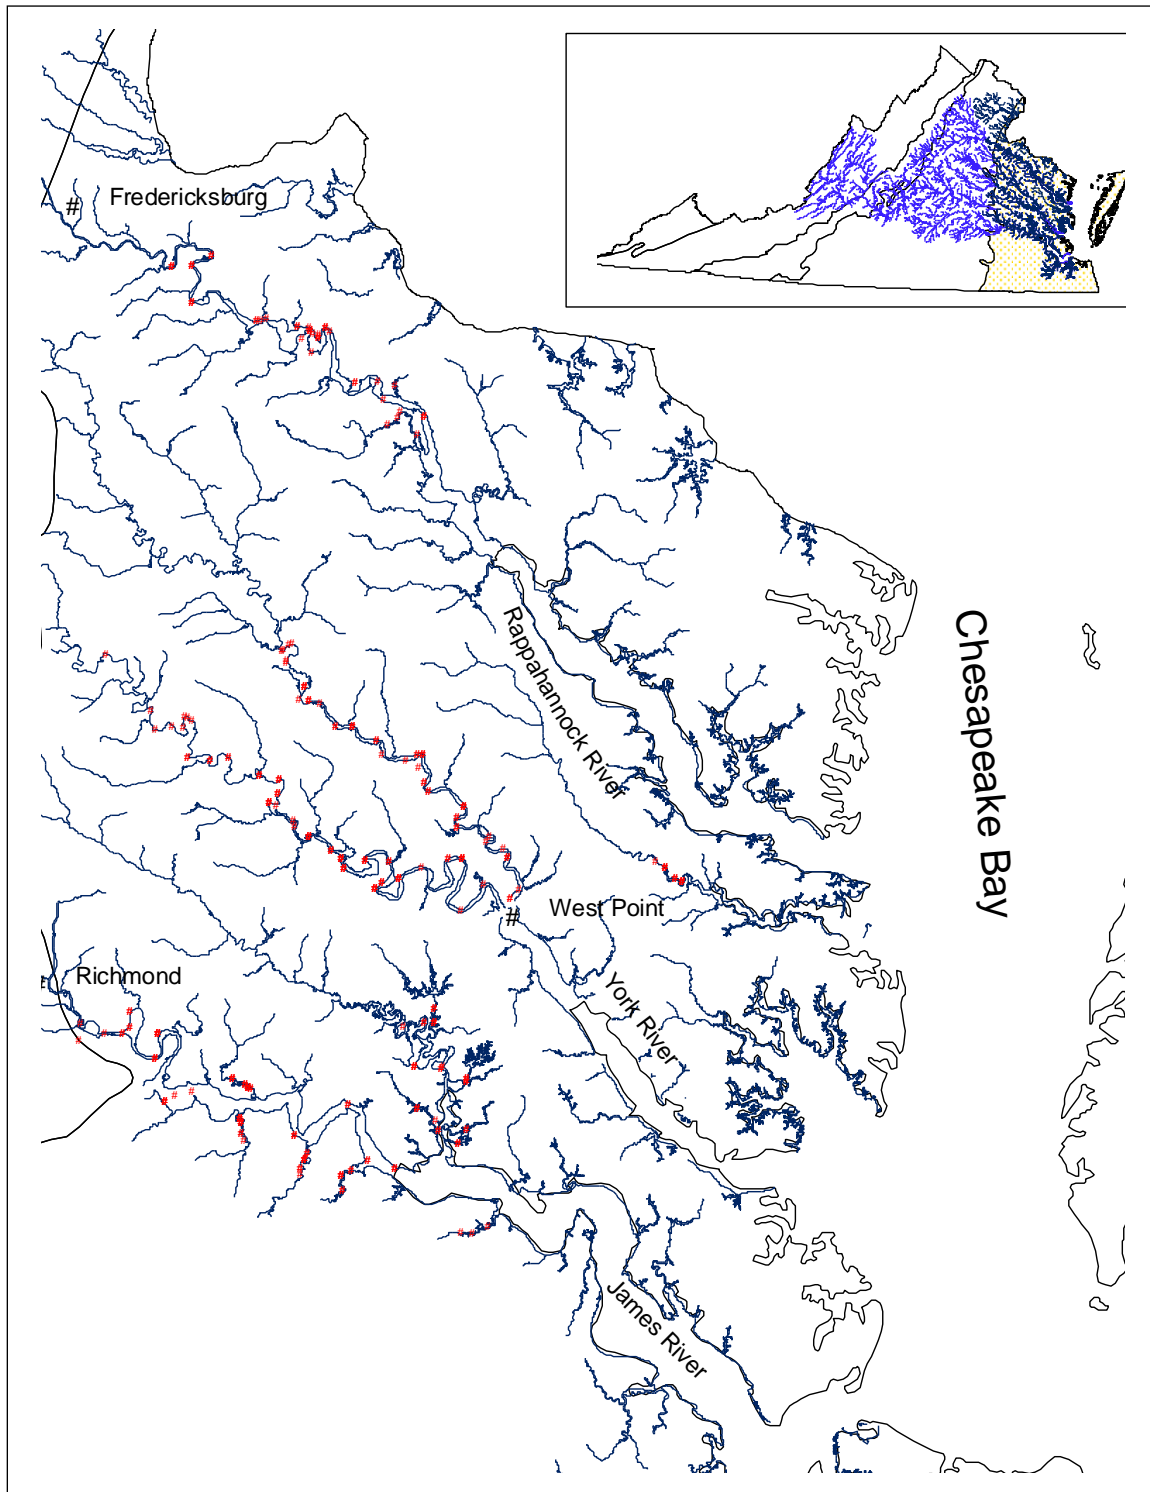 Fredericksburg
#
Rappahannock River
Chesapeake Bay
West Point
#
Richmond
York River
James River